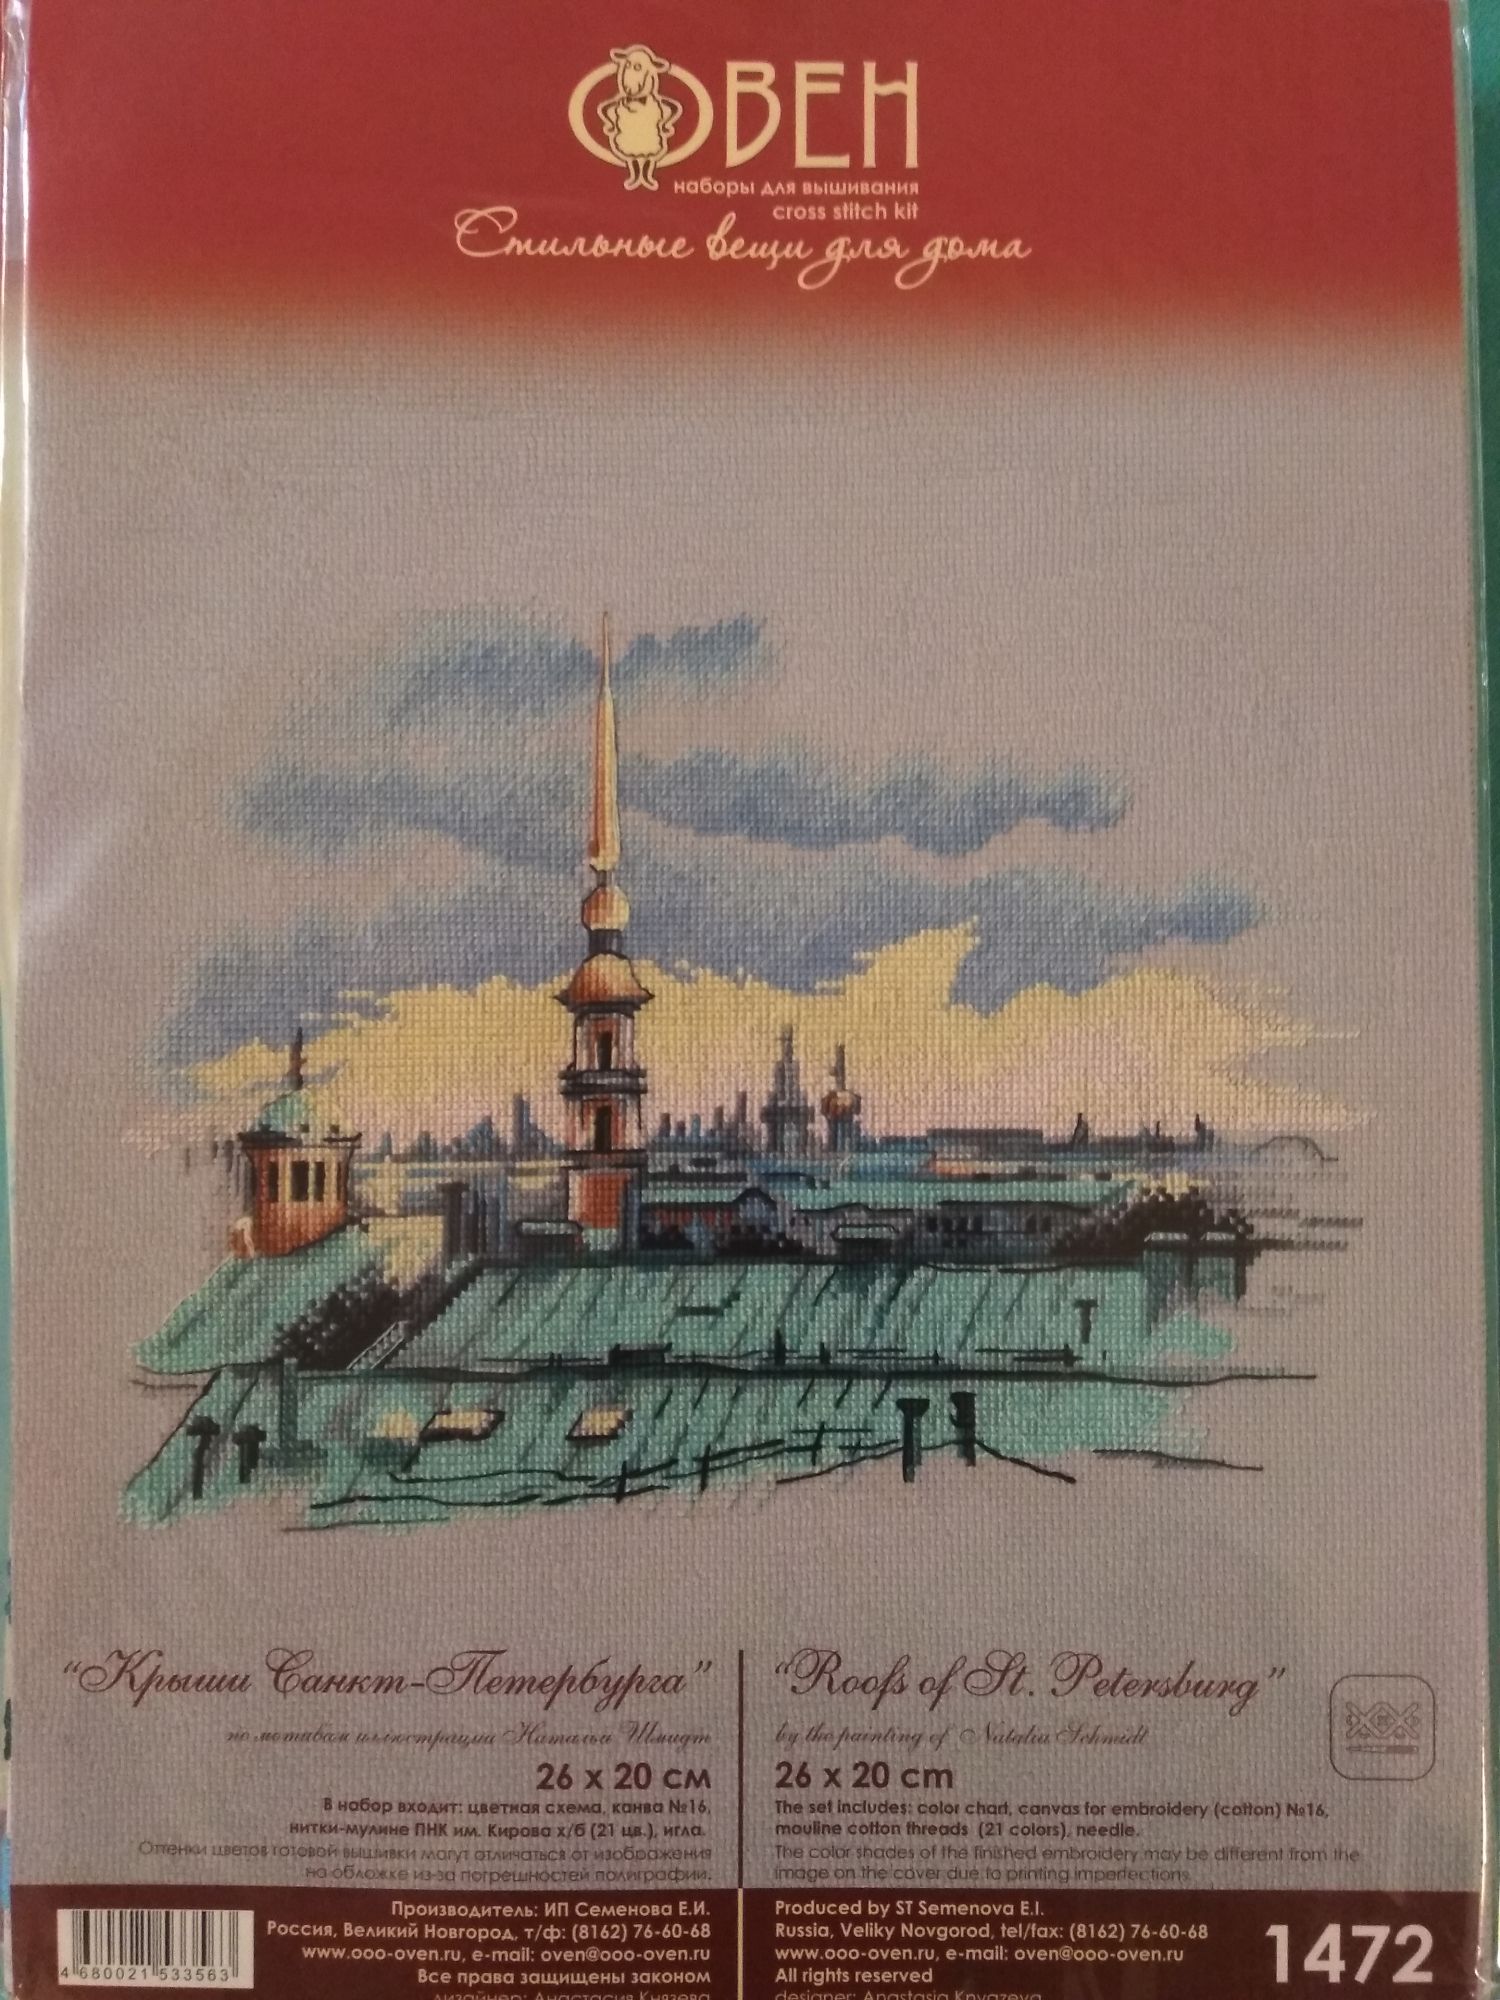 ОВЕН
наборы для вышивания
cross stitch kit
Стильные вещи для дома
"Крыши Санкт-Петербурга"
по мотивам иллюстрации Натальи Шмидт
26 х 20 см
В набор входит: цветная схема, канва №16,
нитки-мулине ПНК им. Кирова х/б (21 цв.), игла.
Оттенки цветов готовой вышивки могут отличаться от изображения
на обложке из-за погрешностей полиграфии.
"Roofs of St. Petersburg"
by the painting of Natalia Schmidt
26 x 20 cm
The set includes: color chart, canvas for embroidery (cotton) №16,
mouline cotton threads (21 colors), needle.
The color shades of the finished embroidery may be different from the
image on the cover due to printing imperfections.
4 680021 533563
Производитель: ИП Семенова Е.И.
Россия, Великий Новгород, т/ф: (8162) 76-60-68
www.ooo-oven.ru, e-mail: oven@ooo-oven.ru
Все права защищены законом
дизайнер: Анастасия Князева
Produced by ST Semenova E.I.
Russia, Veliky Novgorod, tel/fax: (8162) 76-60-68
www.ooo-oven.ru, e-mail: oven@ooo-oven.ru
All rights reserved
designer: Anastasia Knyazeva
1472